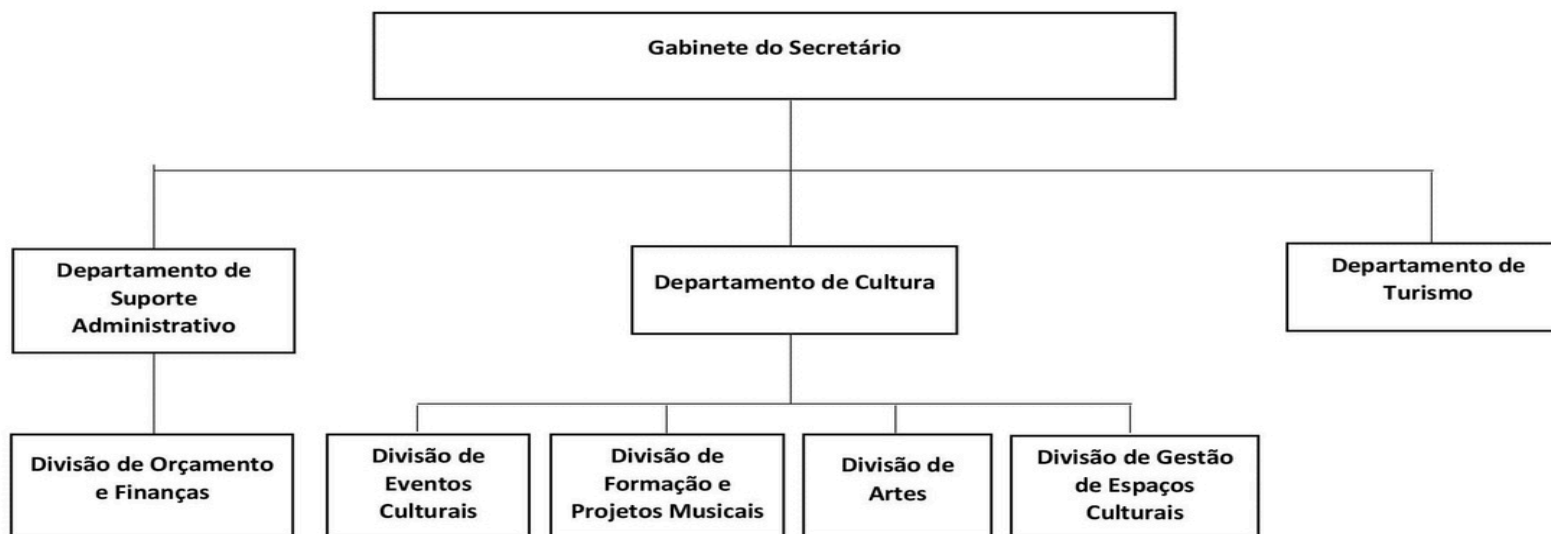 Gabinete do Secretário
Departamento de
Suporte
Administrativo
Departamento de Cultura
Departamento de
Turismo
Divisão de Orçamento
e Finanças
Divisão de
Eventos
Culturais
Divisão de
Formação e
Projetos Musicais
Divisão de
Artes
Divisão de Gestão
de Espaços
Culturais